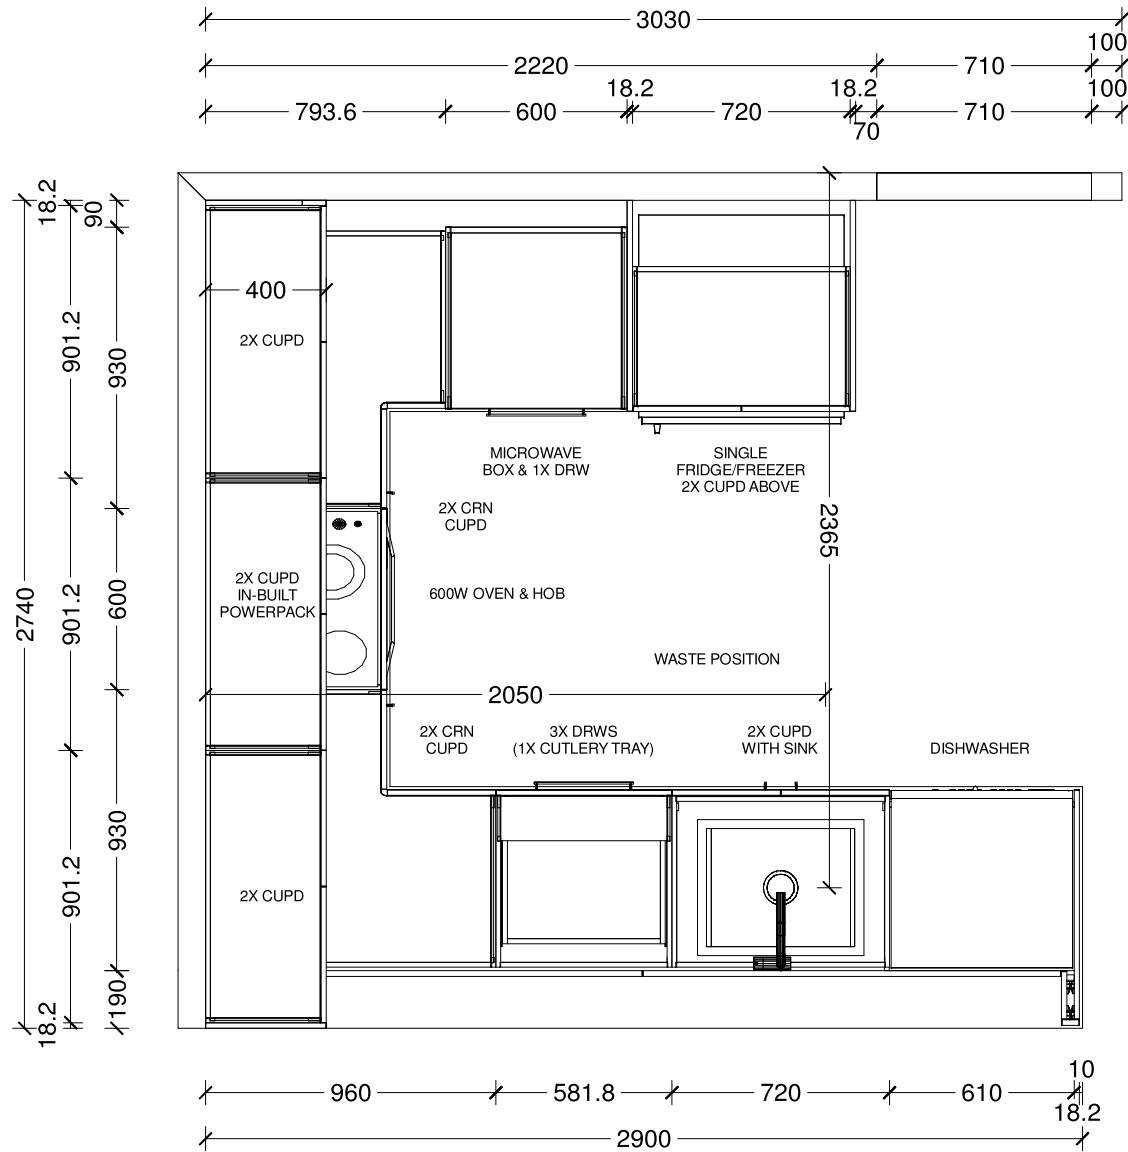 3030
100
2220
710
18.2
18.2
100
793.6
600
720
70
710
18.2
90
400
2X CUPD
901.2
930
MICROWAVE
BOX & 1X DRW
SINGLE
FRIDGE/FREEZER
2X CUPD ABOVE
2X CRN
CUPD
2365
2X CUPD
IN-BUILT
POWERPACK
600W OVEN & HOB
2740
901.2
600
WASTE POSITION
2050
2X CRN
CUPD
3X DRWS
(1X CUTLERY TRAY)
2X CUPD
WITH SINK
DISHWASHER
930
901.2
2X CUPD
190
18.2
10
960
581.8
720
610
18.2
2900